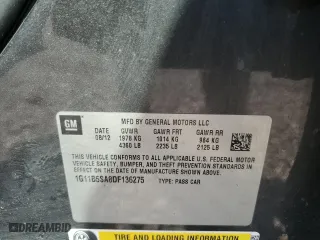 GM
MFD BY GENERAL MOTORS LLC
DATE GVWR GAWR FRT GAWR RR
08/12 1978 KG 1014 KG 964 KG
4360 LB 2235 LB 2125 LB
THIS VEHICLE CONFORMS TO ALL APPLICABLE U.S. FEDERAL MOTOR
VEHICLE SAFETY, BUMPER, AND THEFT PREVENTION STANDARDS
IN EFFECT ON THE DATE OF MANUFACTURE SHOWN ABOVE.
1G11B5SA8DF136275 TYPE: PASS CAR
TIRE AND LOADING INFORMATION
AUTOBIDMASTER